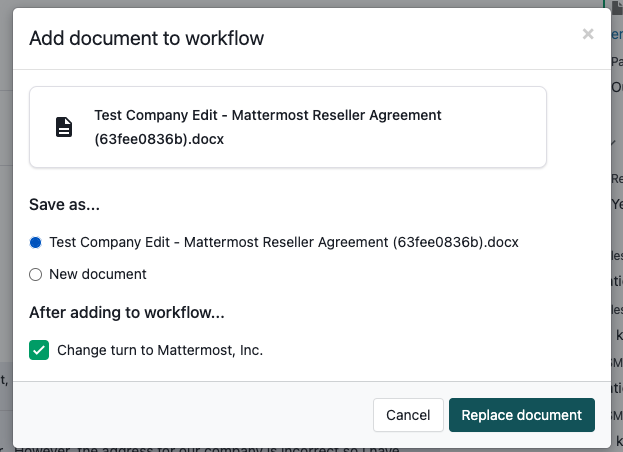 Add document to workflow
×
Test Company Edit - Mattermost Reseller Agreement
(63fee0836b).docx
Save as...
Test Company Edit - Mattermost Reseller Agreement (63fee0836b).docx
New document
After adding to workflow...
Change turn to Mattermost, Inc.
Cancel
Replace document
However, the address for our company is incorrect so I have